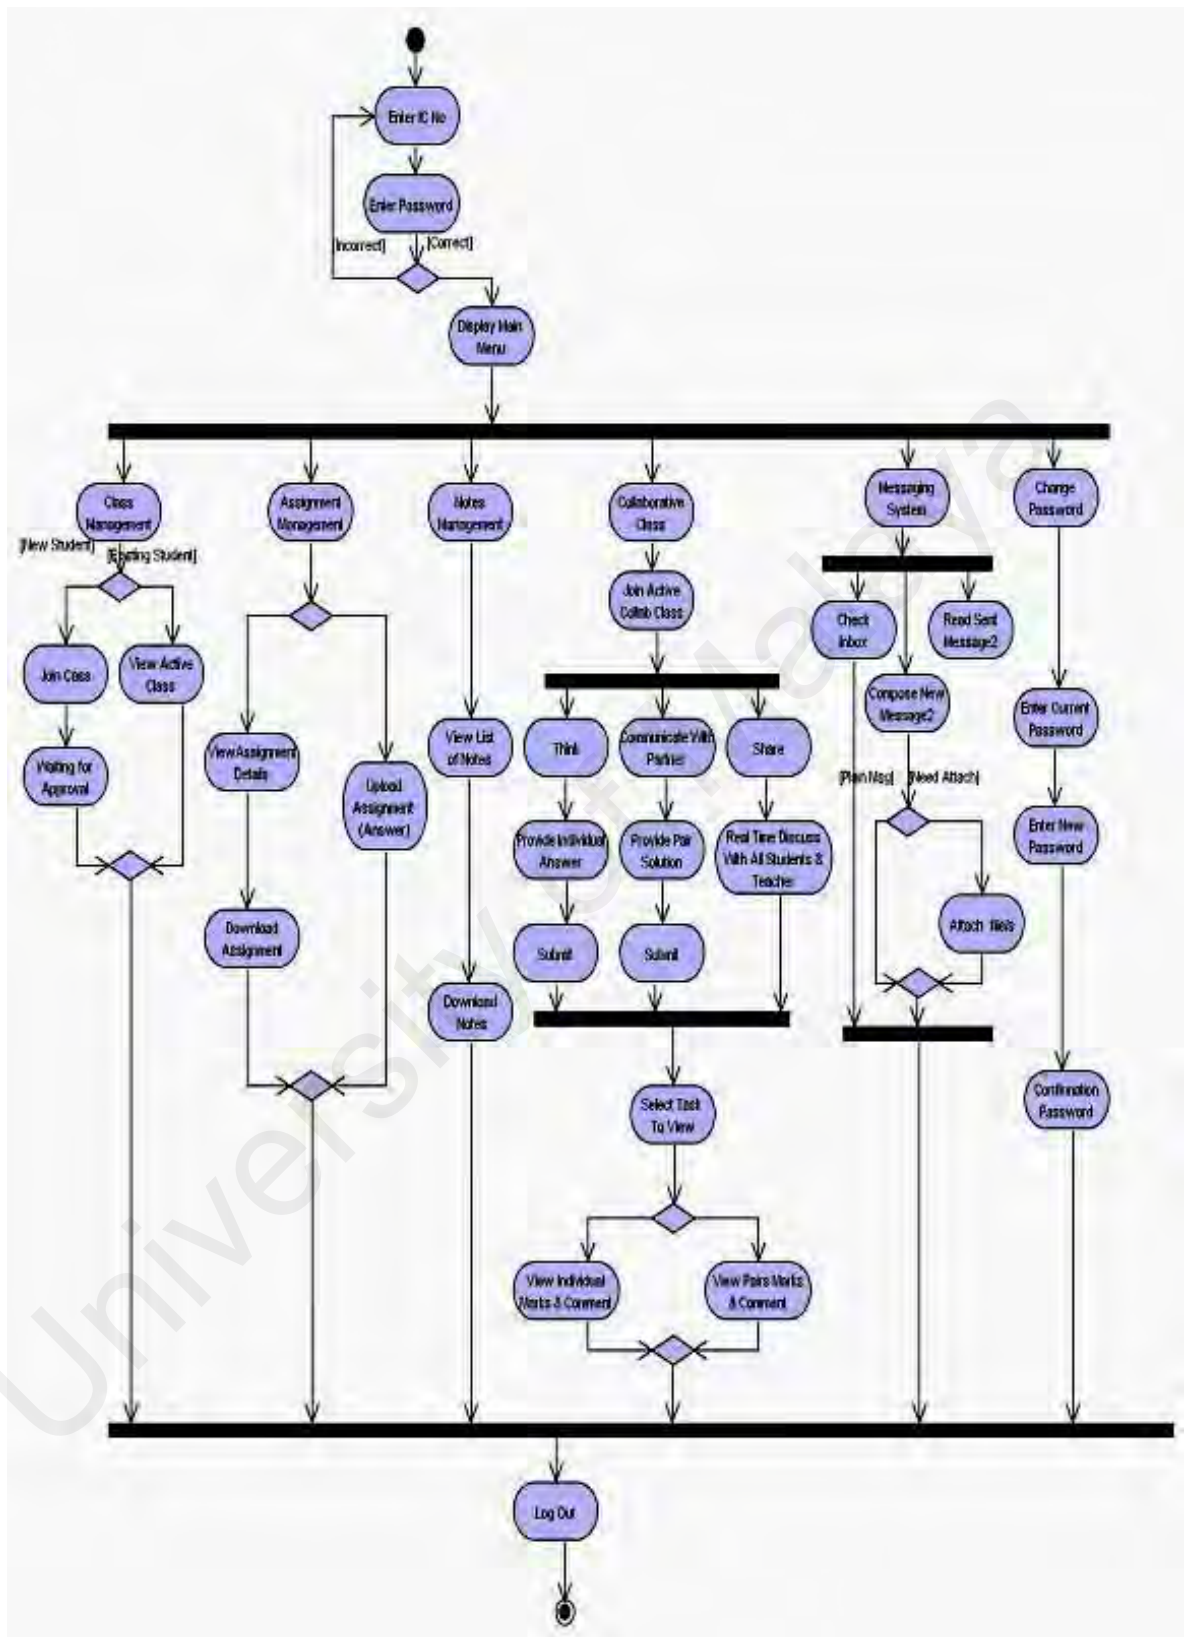 Enter IC No
Enter Password
[Incorrect]
[Correct]
Display Main
Menu
Class
Management
Assignment
Management
Notes
Management
Collaborative
Class
Messaging
System
Change
Password
[New Student]
[Existing Student]
Join Class
View Active
Class
Waiting for
Approval
View Assignment
Details
Upload
Assignment
(Answer)
Download
Assignment
View List
of Notes
Download
Notes
Join Active
Collab Class
Think
Communicate With
Partner
Share
Provide Individual
Answer
Provide Pair
Solution
Real Time Discuss
With All Students &
Teacher
Submit
Submit
Select Task
To View
View Individual
Marks & Comment
View Pairs Marks
& Comment
Check
Inbox
Read Sent
Message2
Compose New
Message2
[Plain Msg]
[Need Attach]
Attach file/s
Enter Current
Password
Enter New
Password
Confirmation
Password
Log Out
University of Malaya